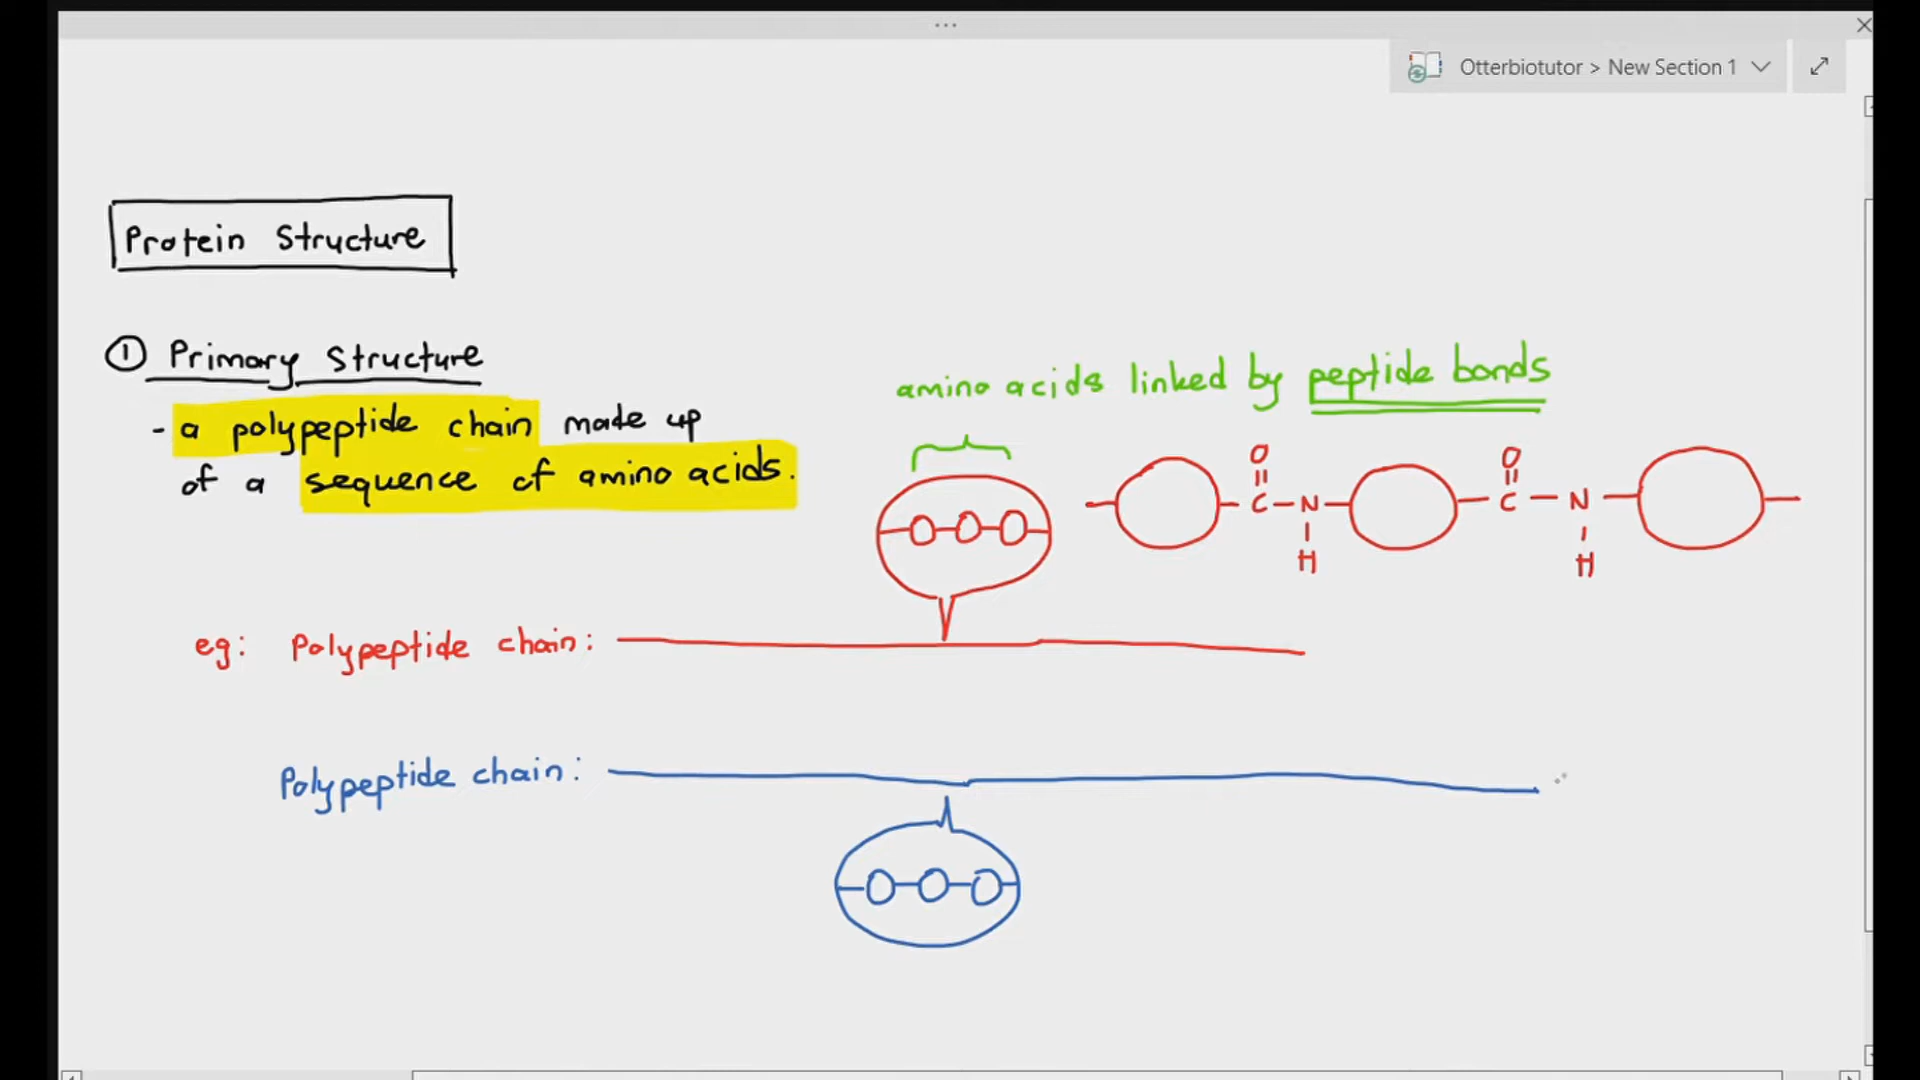 Otterbiotutor > New Section 1
Protein Structure
① Primary Structure
- a polypeptide chain made up
of a sequence of amino acids.
amino acids linked by peptide bonds
O O
C - N C - N
H H
eg: Polypeptide chain:
Polypeptide chain: